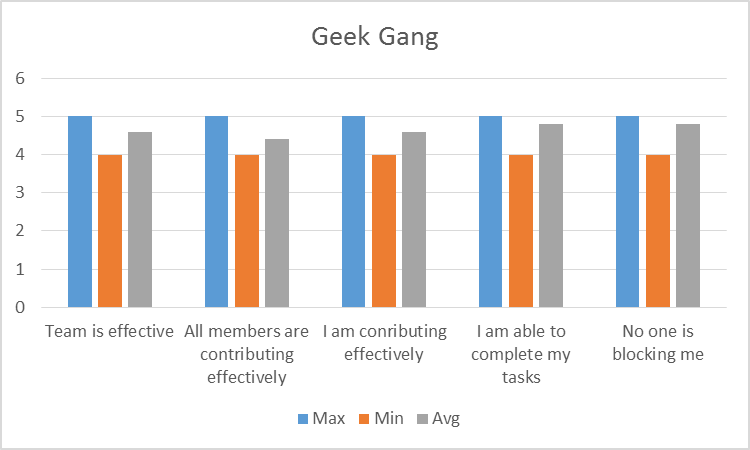 Geek Gang
6
5
4
3
2
1
0
Team is effective
All members are
contributing
effectively
I am conributing
effectively
I am able to
complete my
tasks
No one is
blocking me
Max Min Avg